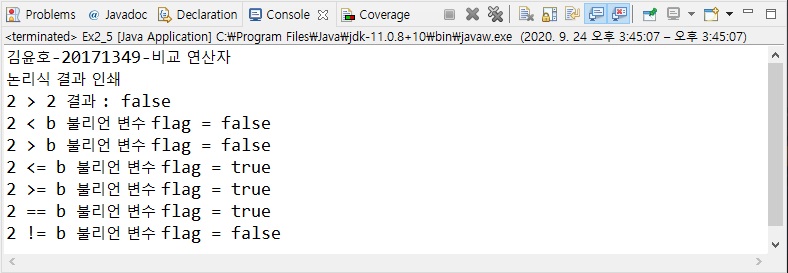 Problems @ Javadoc Declaration Console Coverage
<terminated> Ex2_5 [Java Application] C:₩Program Files₩Java₩jdk-11.0.8+10₩bin₩javaw.exe (2020. 9. 24 오후 3:45:07 – 오후 3:45:07)
김윤호-20171349-비교 연산자
논리식 결과 인쇄
2 > 2 결과 : false
2 < b 불리언 변수 flag = false
2 > b 불리언 변수 flag = false
2 <= b 불리언 변수 flag = true
2 >= b 불리언 변수 flag = true
2 == b 불리언 변수 flag = true
2 != b 불리언 변수 flag = false